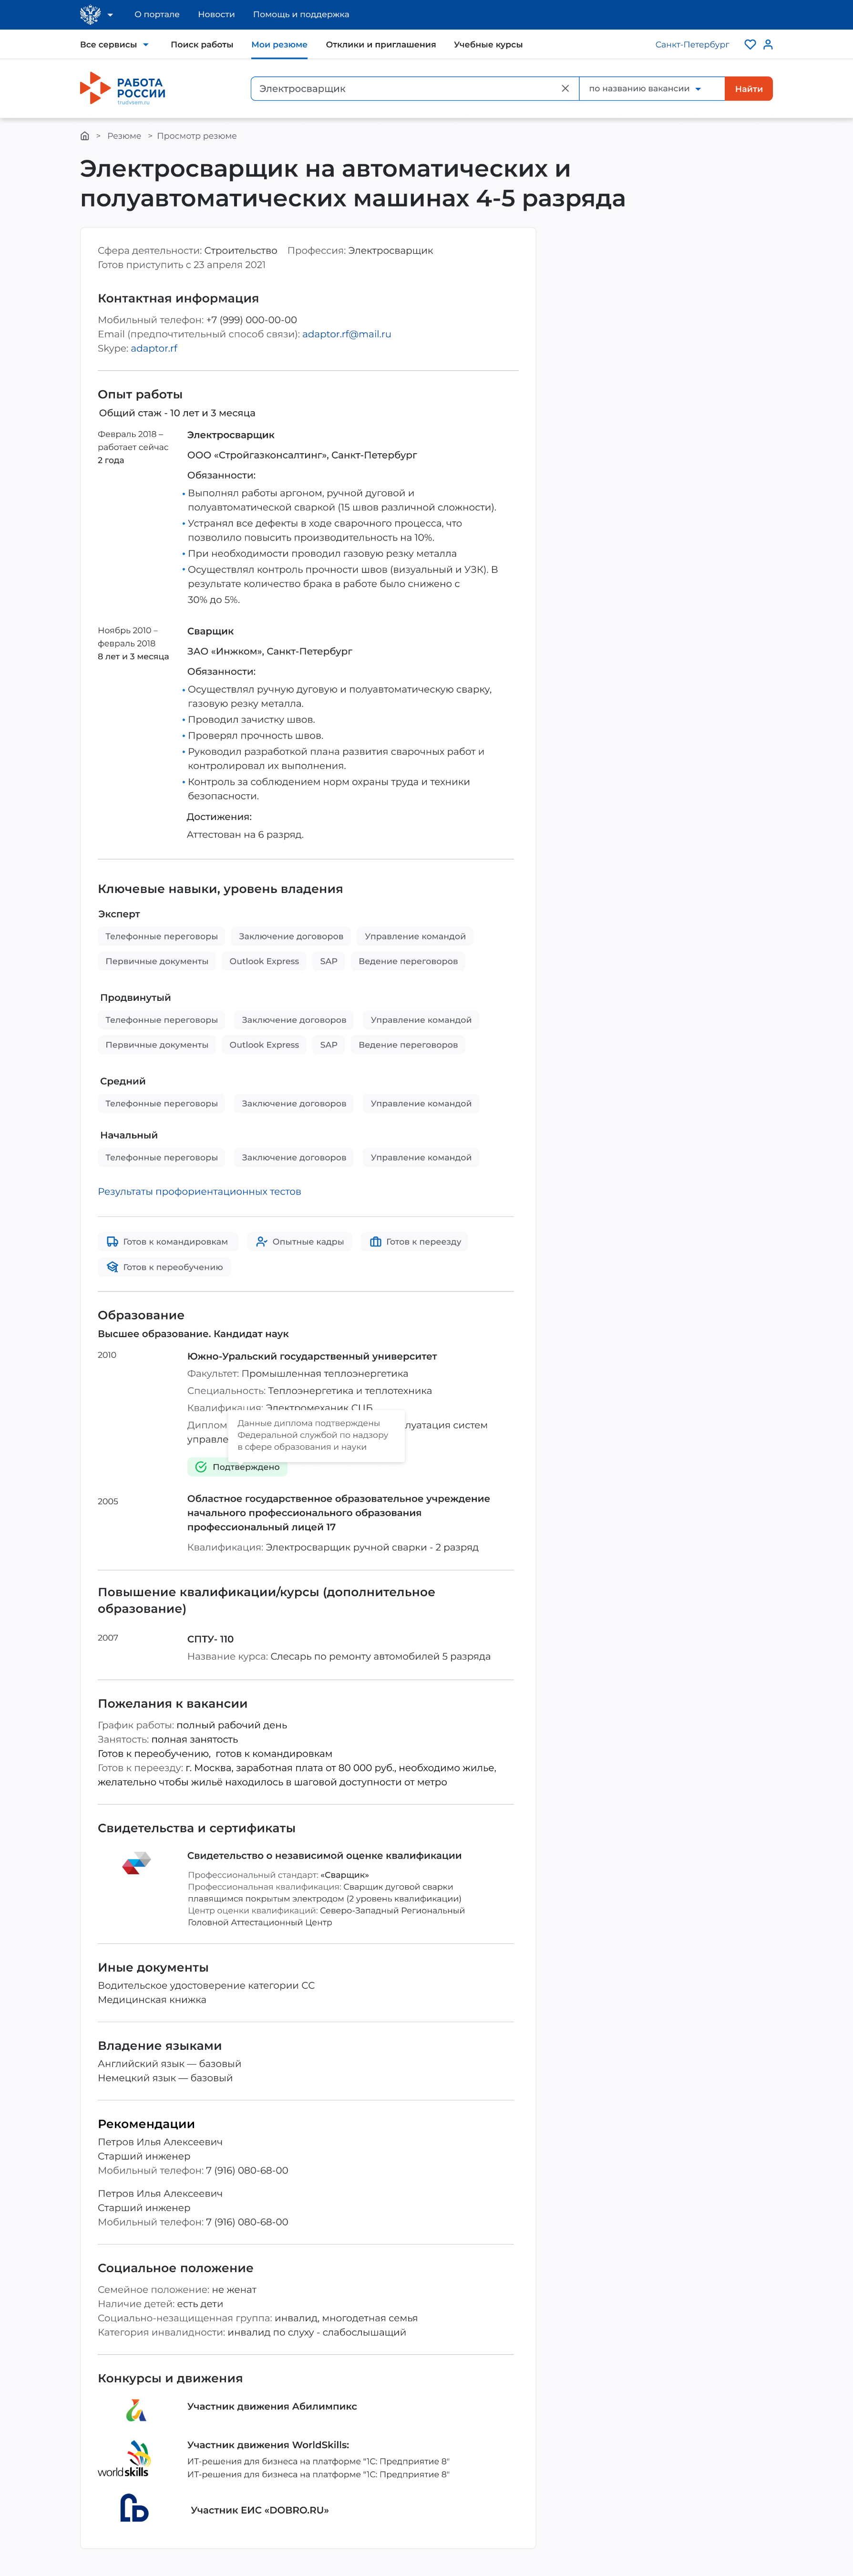 О портале Новости Помощь и поддержка
Все сервисы Поиск работы Мои резюме Отклики и приглашения Учебные курсы Санкт-Петербург
РАБОТА
РОССИИ
trudvsem.ru
Электросварщик по названию вакансии Найти
> Резюме > Просмотр резюме
Электросварщик на автоматических и
полуавтоматических машинах 4-5 разряда
Сфера деятельности: Строительство Профессия: Электросварщик
Готов приступить с 23 апреля 2021
Контактная информация
Мобильный телефон: +7 (999) 000-00-00
Email (предпочтительный способ связи): adaptor.rf@mail.ru
Skype: adaptor.rf
Опыт работы
Общий стаж - 10 лет и 3 месяца
Февраль 2018 –
работает сейчас
2 года
Электросварщик
ООО «Стройгазконсалтинг», Санкт-Петербург
Обязанности:
• Выполнял работы аргоном, ручной дуговой и
полуавтоматической сваркой (15 швов различной сложности).
• Устранял все дефекты в ходе сварочного процесса, что
позволило повысить производительность на 10%.
• При необходимости проводил газовую резку металла
• Осуществлял контроль прочности швов (визуальный и УЗК). В
результате количество брака в работе было снижено с
30% до 5%.
Ноябрь 2010 –
февраль 2018
8 лет и 3 месяца
Сварщик
ЗАО «Инжком», Санкт-Петербург
Обязанности:
• Осуществлял ручную дуговую и полуавтоматическую сварку,
газовую резку металла.
• Проводил зачистку швов.
• Проверял прочность швов.
• Руководил разработкой плана развития сварочных работ и
контролировал их выполнения.
• Контроль за соблюдением норм охраны труда и техники
безопасности.
Достижения:
Аттестован на 6 разряд.
Ключевые навыки, уровень владения
Эксперт
Телефонные переговоры Заключение договоров Управление командой
Первичные документы Outlook Express SAP Ведение переговоров
Продвинутый
Телефонные переговоры Заключение договоров Управление командой
Первичные документы Outlook Express SAP Ведение переговоров
Средний
Телефонные переговоры Заключение договоров Управление командой
Начальный
Телефонные переговоры Заключение договоров Управление командой
Результаты профориентационных тестов
Готов к командировкам Опытные кадры Готов к переезду
Готов к переобучению
Образование
Высшее образование. Кандидат наук
2010
Южно-Уральский государственный университет
Факультет: Промышленная теплоэнергетика
Специальность: Теплоэнергетика и теплотехника
Квалификация: Электромеханик СЦБ
Диплом луатация систем
управле
Данные диплома подтверждены
Федеральной службой по надзору
в сфере образования и науки
Подтверждено
2005
Областное государственное образовательное учреждение
начального профессионального образования
профессиональный лицей 17
Квалификация: Электросварщик ручной сварки - 2 разряд
Повышение квалификации/курсы (дополнительное
образование)
2007
СПТУ- 110
Название курса: Слесарь по ремонту автомобилей 5 разряда
Пожелания к вакансии
График работы: полный рабочий день
Занятость: полная занятость
Готов к переобучению, готов к командировкам
Готов к переезду: г. Москва, заработная плата от 80 000 руб., необходимо жилье,
желательно чтобы жильё находилось в шаговой доступности от метро
Свидетельства и сертификаты
Свидетельство о независимой оценке квалификации
Профессиональный стандарт: «Сварщик»
Профессиональная квалификация: Сварщик дуговой сварки
плавящимся покрытым электродом (2 уровень квалификации)
Центр оценки квалификаций: Северо-Западный Региональный
Головной Аттестационный Центр
Иные документы
Водительское удостоверение категории СС
Медицинская книжка
Владение языками
Английский язык — базовый
Немецкий язык — базовый
Рекомендации
Петров Илья Алексеевич
Старший инженер
Мобильный телефон: 7 (916) 080-68-00
Петров Илья Алексеевич
Старший инженер
Мобильный телефон: 7 (916) 080-68-00
Социальное положение
Семейное положение: не женат
Наличие детей: есть дети
Социально-незащищенная группа: инвалид, многодетная семья
Категория инвалидности: инвалид по слуху - слабослышащий
Конкурсы и движения
Участник движения Абилимпикс
Участник движения WorldSkills:
ИТ-решения для бизнеса на платформе "1С: Предприятие 8"
ИТ-решения для бизнеса на платформе "1С: Предприятие 8"
worldskills
Участник ЕИС «DOBRO.RU»